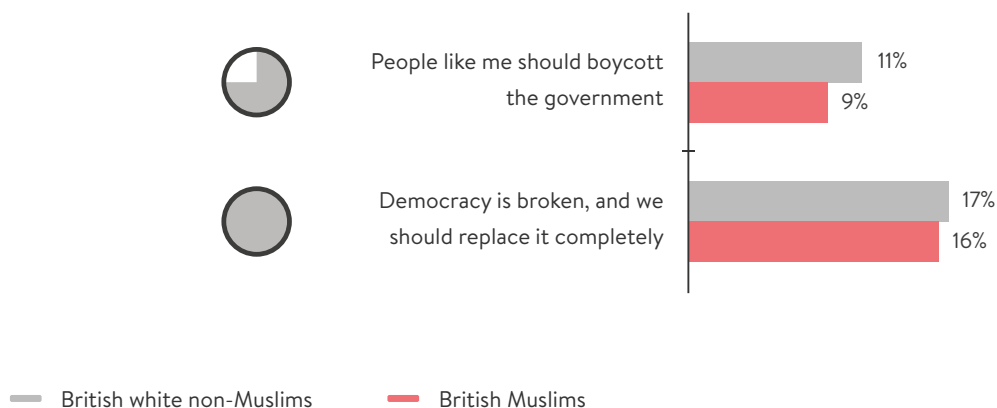 People like me should boycott
the government
11%
9%
Democracy is broken, and we
should replace it completely
17%
16%
British white non-Muslims
British Muslims